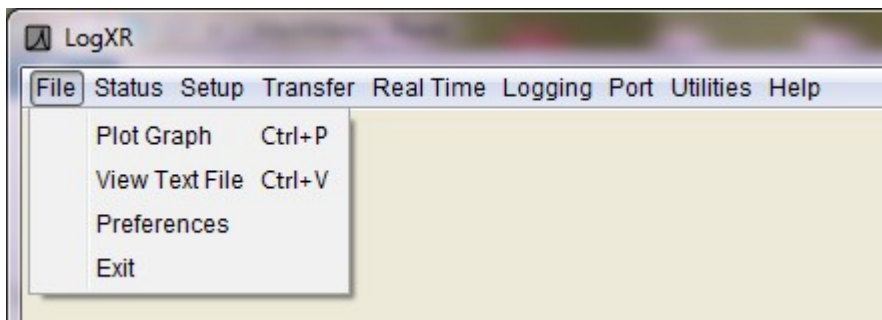 LogXR
File Status Setup Transfer Real Time Logging Port Utilities Help
Plot Graph Ctrl+P
View Text File Ctrl+V
Preferences
Exit